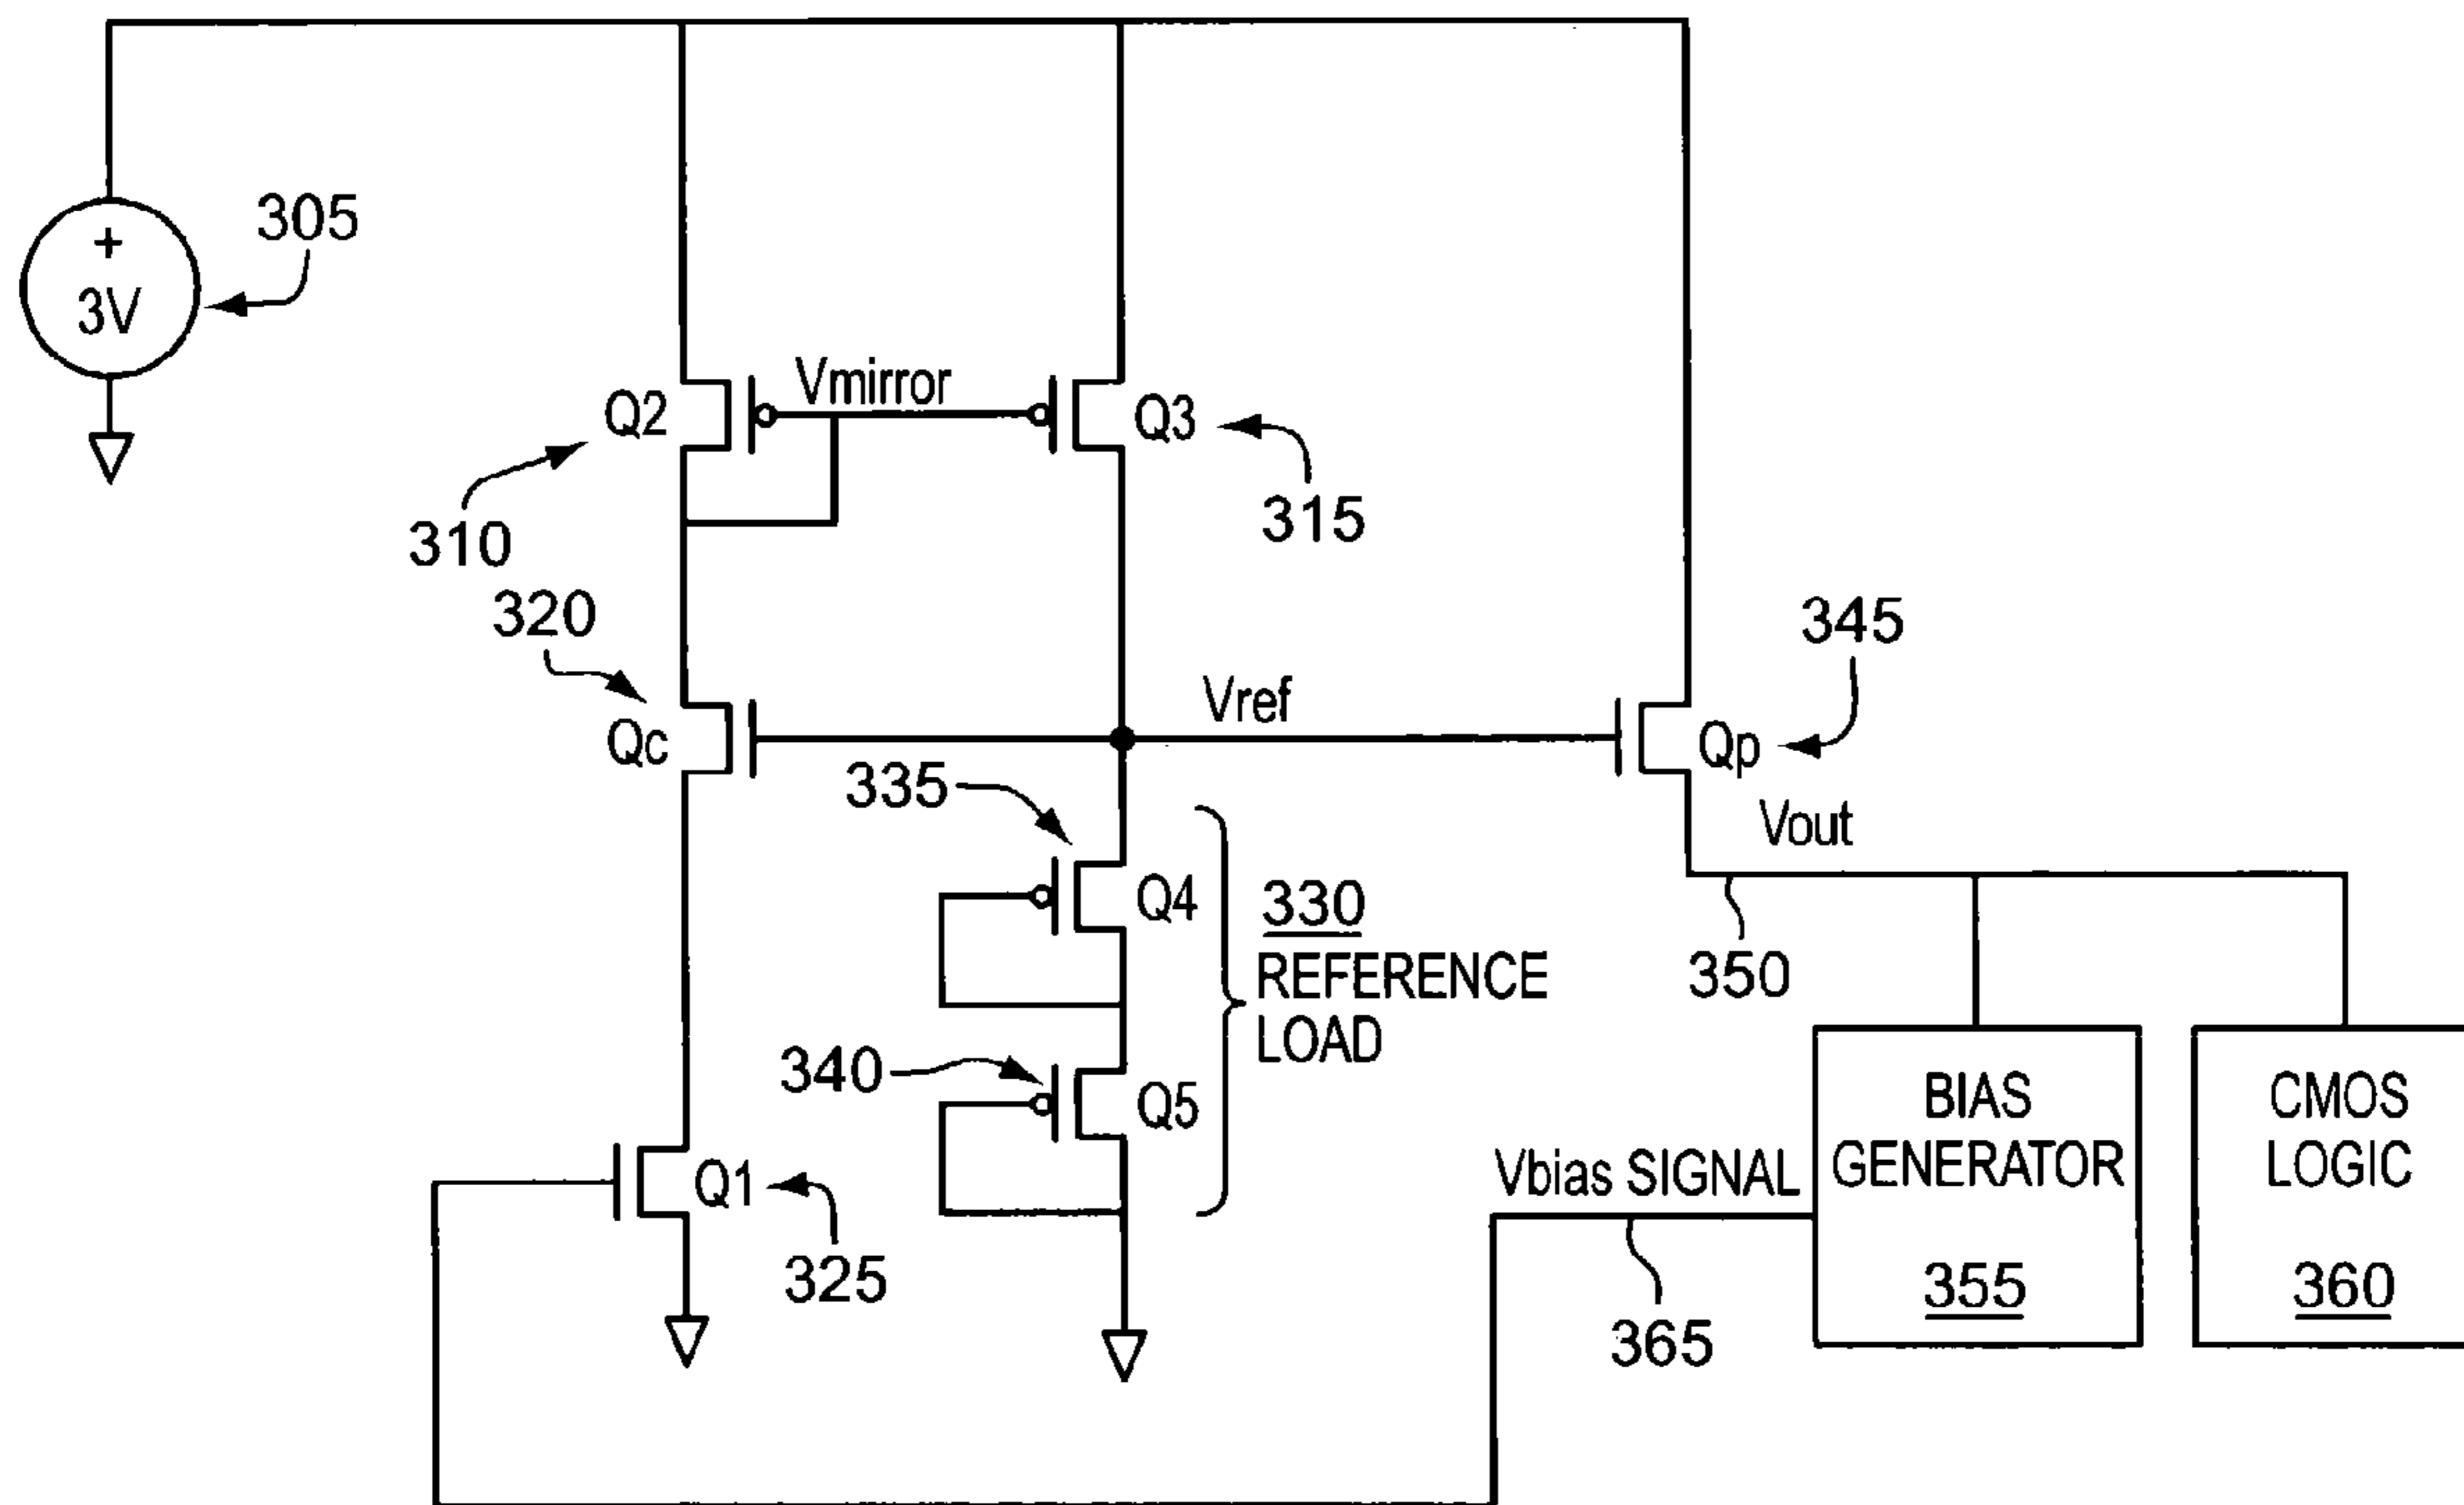 305
+
3V
Q2
Vmirror
Q3
310
315
320
345
Qc
Vref
Qp
335
Vout
Q4
330
REFERENCE
LOAD
350
340
Q5
BIAS
GENERATOR
355
CMOS
LOGIC
360
Vbias SIGNAL
Q1
325
365